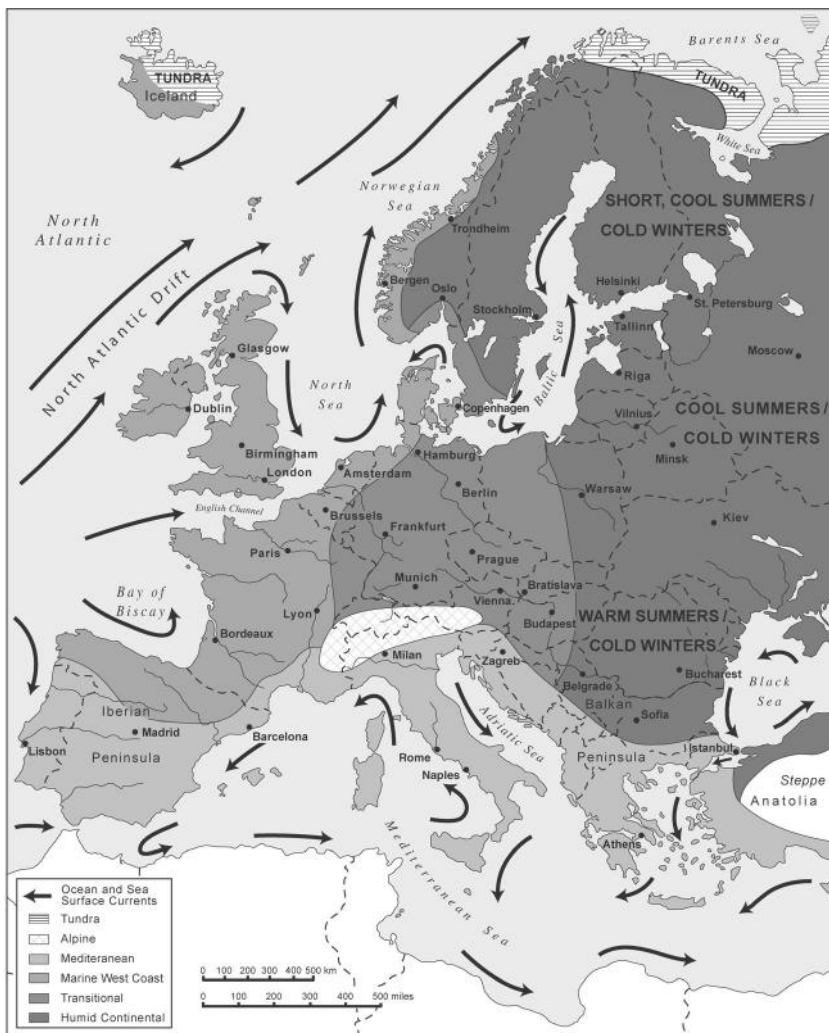 Barents Sea
TUNDRA
Iceland
TUNDRA
White Sea
Norwegian
Sea
North
Atlantic
SHORT, COOL SUMMERS /
COLD WINTERS
Trondheim
North Atlantic Drift
Bergen
Oslo
Helsinki
St. Petersburg
Stockholm
Tallinn
Baltic Sea
Glasgow
Moscow
North
Sea
Riga
Dublin
Copenhagen
COOL SUMMERS /
COLD WINTERS
Vilnius
Minsk
Birmingham
Hamburg
London
Amsterdam
Berlin
Warsaw
English Channel
Brussels
Kiev
Frankfurt
Paris
Prague
Bay of
Biscay
Munich
Bratislava
Vienna.
Lyon
Budapest
WARM SUMMERS /
COLD WINTERS
Bordeaux
Milan
Zagreb
Belgrade
Bucharest
Black
Sea
Iberian
Balkan
Sofia
Adriatic Sea
Madrid
Barcelona
Lisbon
Peninsula
Rome
Naples
Peninsula
Istanbul
Steppe
Anatolia
Athens
Mediterranean Sea
Ocean and Sea
Surface Currents
Tundra
Alpine
Mediterranean
Marine West Coast
Transitional
Humid Continental
0 100 200 300 400 500 km
0 100 200 300 400 500 miles